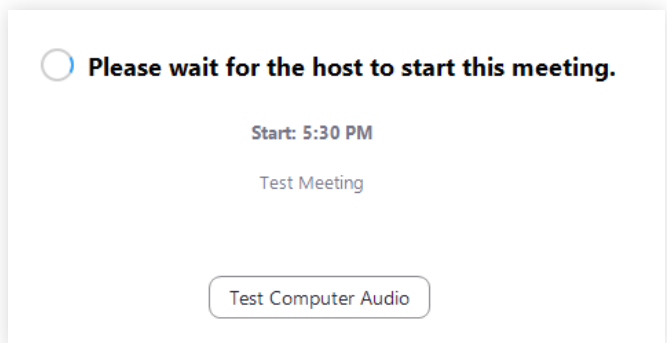 Please wait for the host to start this meeting.
Start: 5:30 PM
Test Meeting
Test Computer Audio